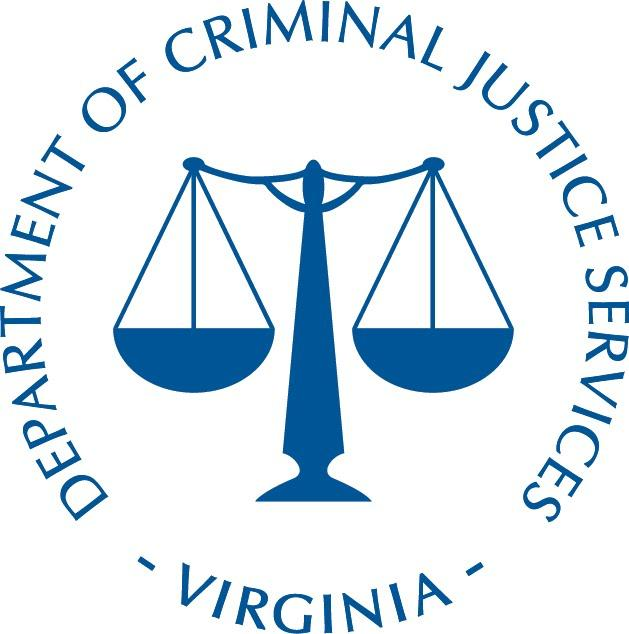 DEPARTMENT OF CRIMINAL JUSTICE SERVICES
- VIRGINIA -